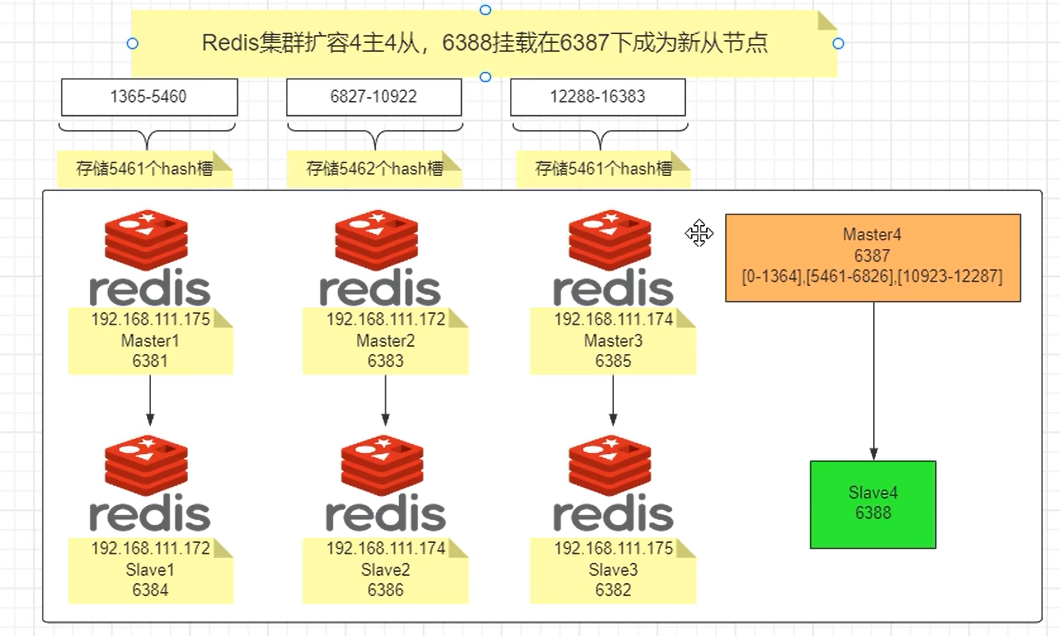 Redis集群扩容4主4从，6388挂载在6387下成为新从节点
1365-5460
6827-10922
12288-16383
存储5461个hash槽
存储5462个hash槽
存储5461个hash槽
redis
192.168.111.175
Master1
6381
redis
192.168.111.172
Master2
6383
redis
192.168.111.174
Master3
6385
Master4
6387
[0-1364],[5461-6826],[10923-12287]
redis
192.168.111.172
Slave1
6384
redis
192.168.111.174
Slave2
6386
redis
192.168.111.175
Slave3
6382
Slave4
6388